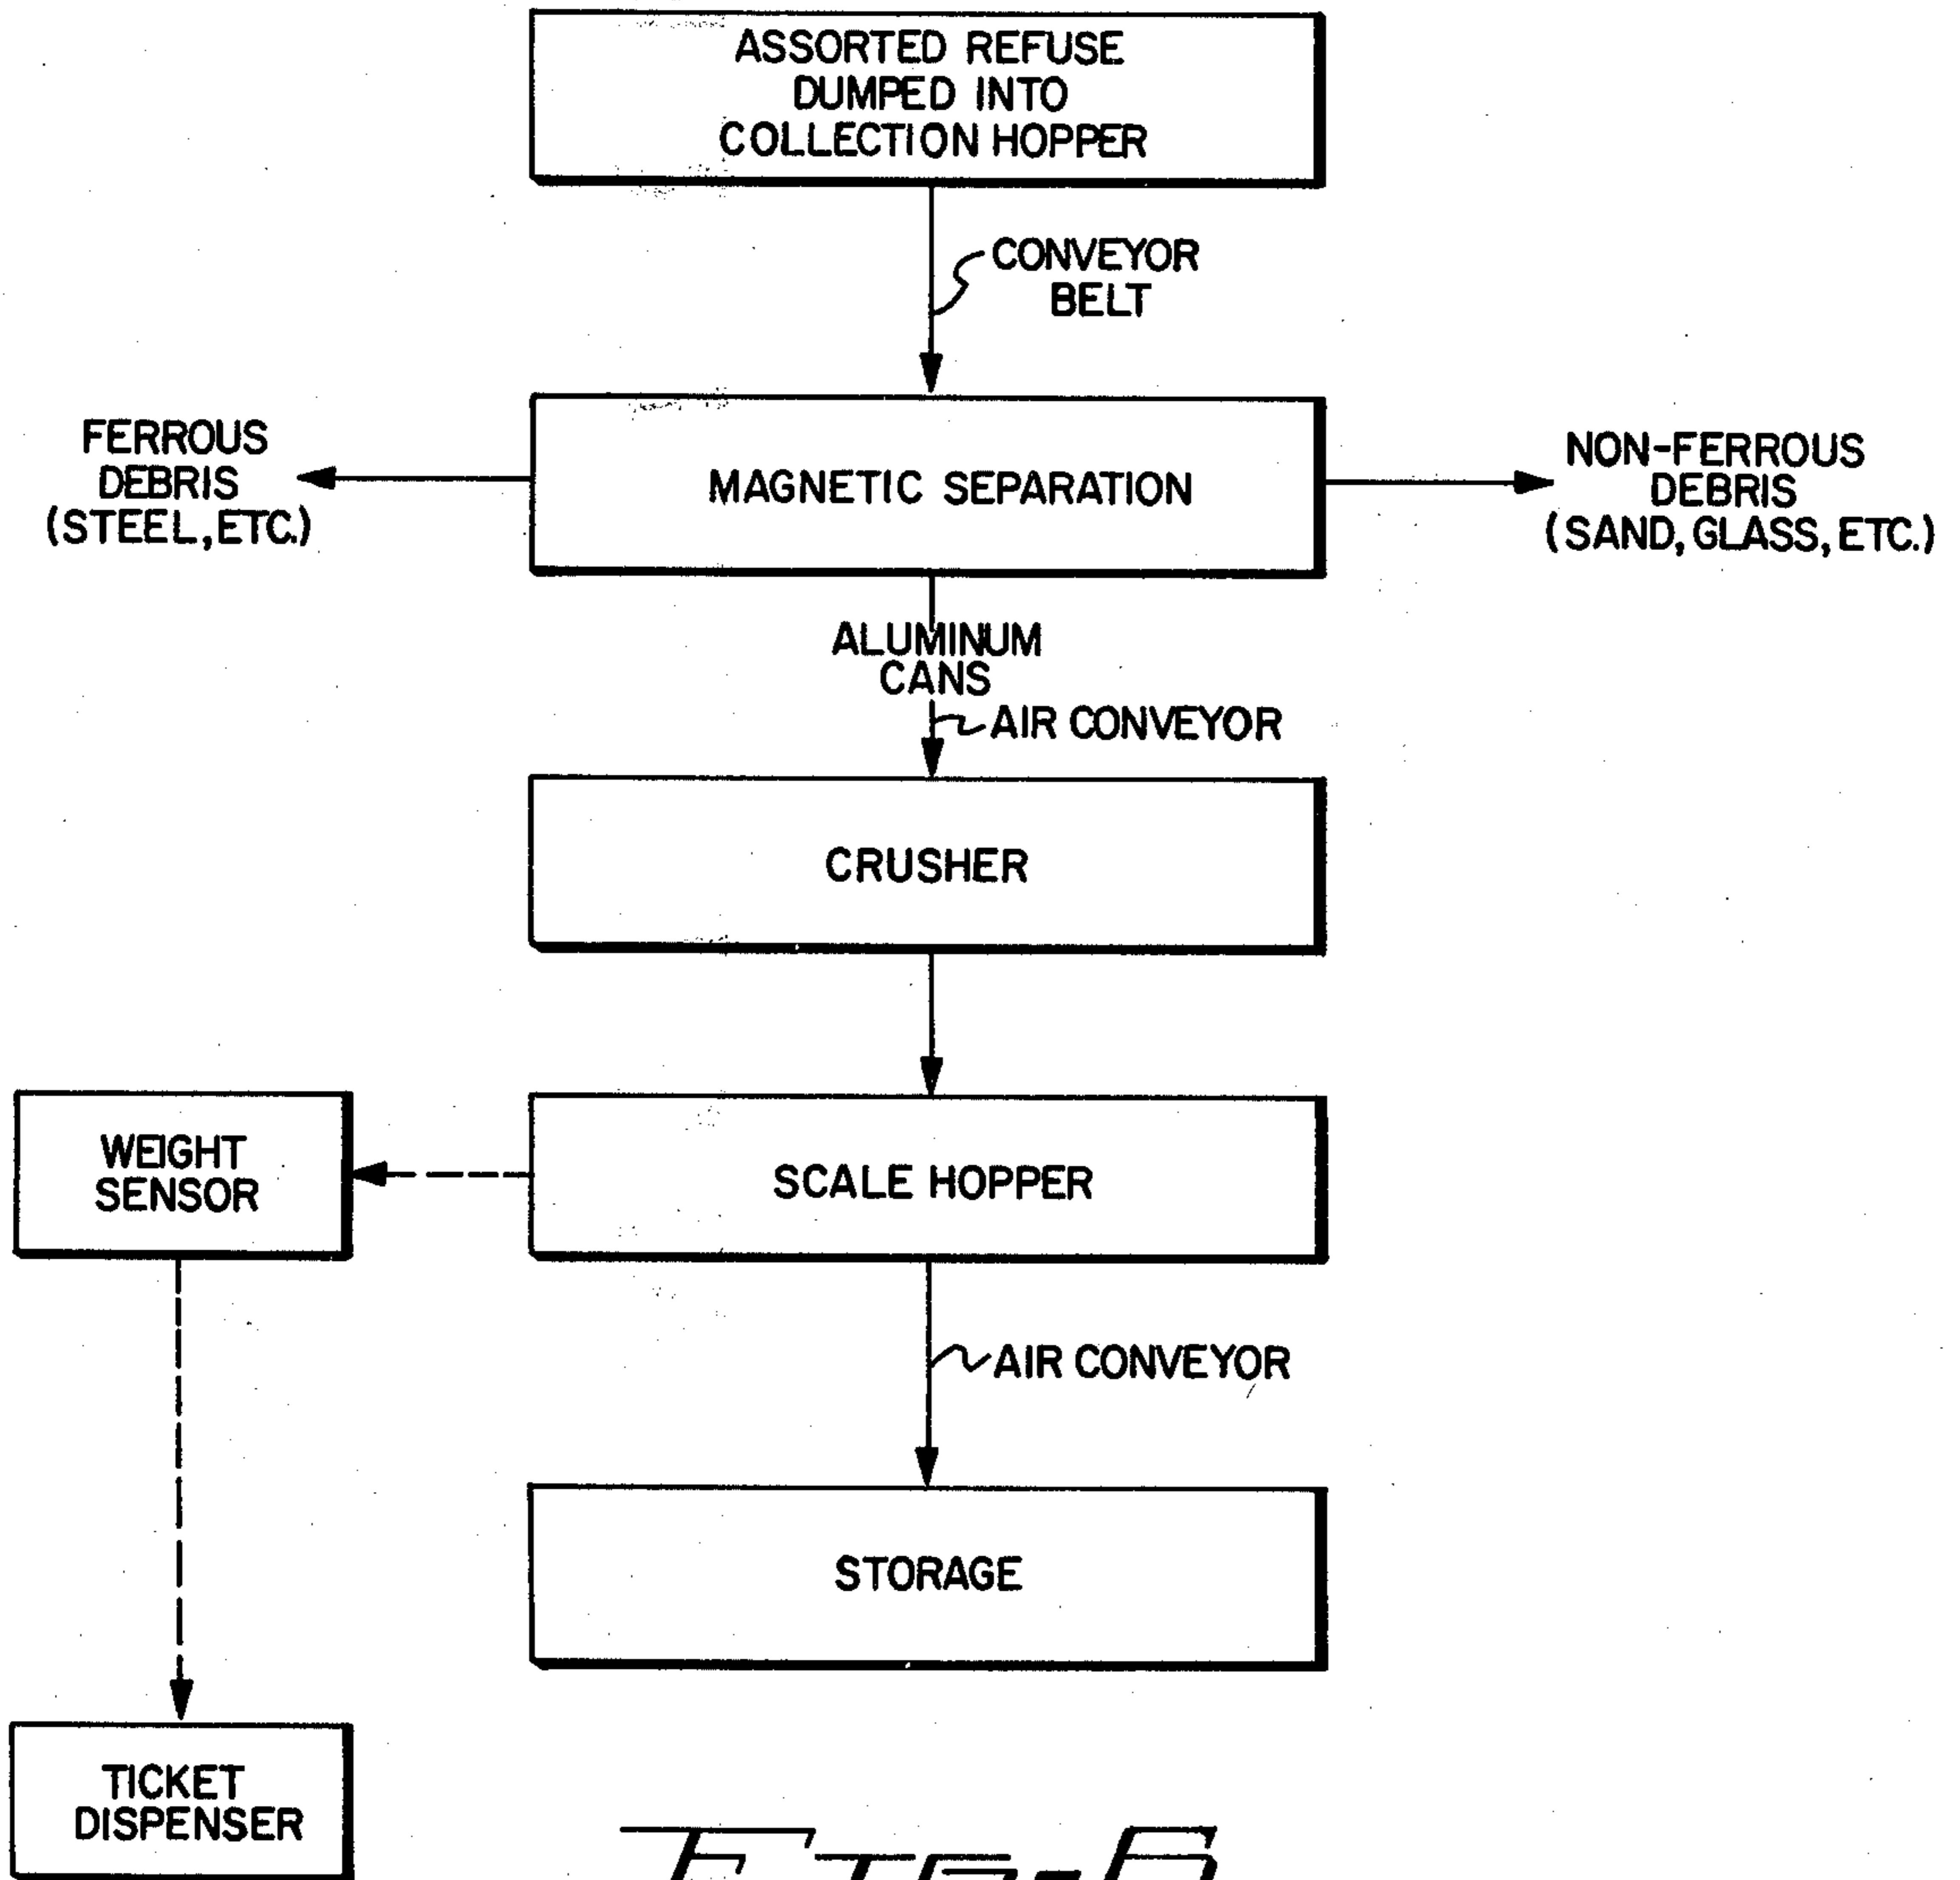 ASSORTED REFUSE
DUMPED INTO
COLLECTION HOPPER
CONVEYOR
BELT
FERROUS
DEBRIS
(STEEL, ETC.)
MAGNETIC SEPARATION
NON-FERROUS
DEBRIS
(SAND, GLASS, ETC.)
ALUMINUM
CANS
AIR CONVEYOR
CRUSHER
WEIGHT
SENSOR
SCALE HOPPER
AIR CONVEYOR
STORAGE
TICKET
DISPENSER